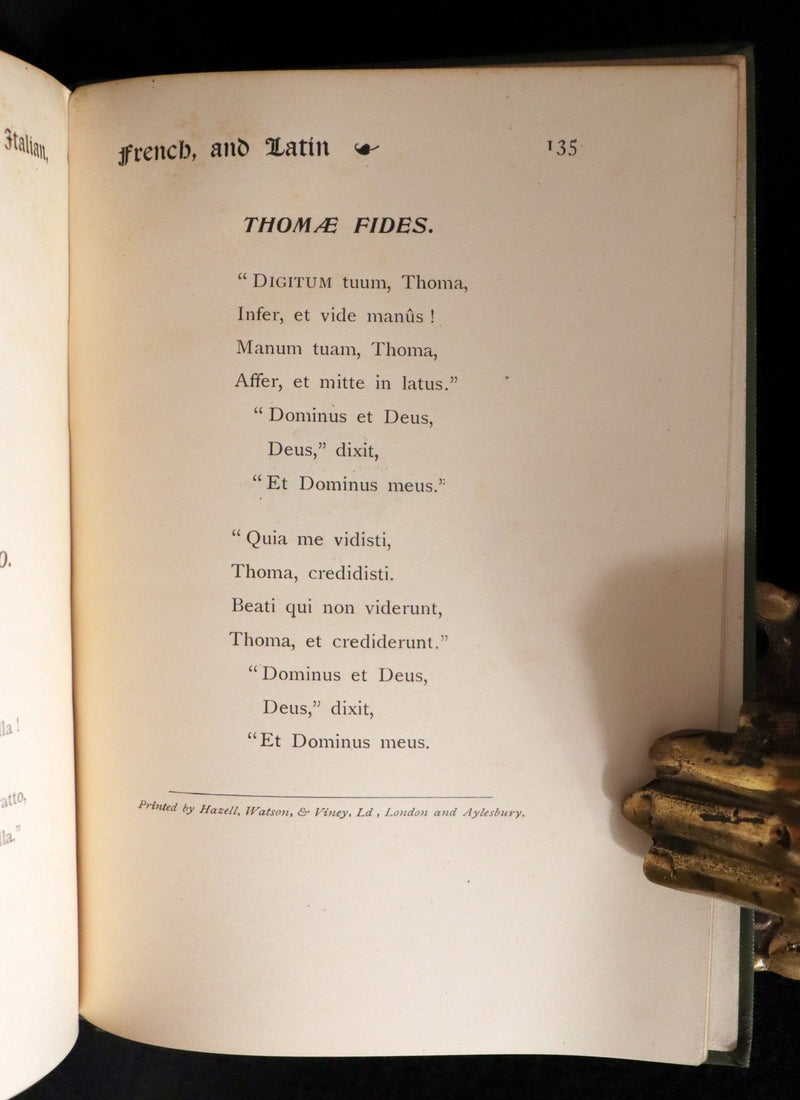 Italian,
O.
lla !
atto,
lla.”
French, and Latin 135
THOMÆ FIDES.
“ DIGITUM tuum, Thoma,
Infer, et vide manûs !
Manum tuam, Thoma,
Affer, et mitte in latus.”
“ Dominus et Deus,
Deus,” dixit,
“ Et Dominus meus.”
“ Quia me vidisti,
Thoma, credidisti.
Beati qui non viderunt,
Thoma, et crediderunt.”
“ Dominus et Deus,
Deus,” dixit,
“Et Dominus meus.
Printed by Hazell, Watson, & Viney, Ld , London and Aylesbury.